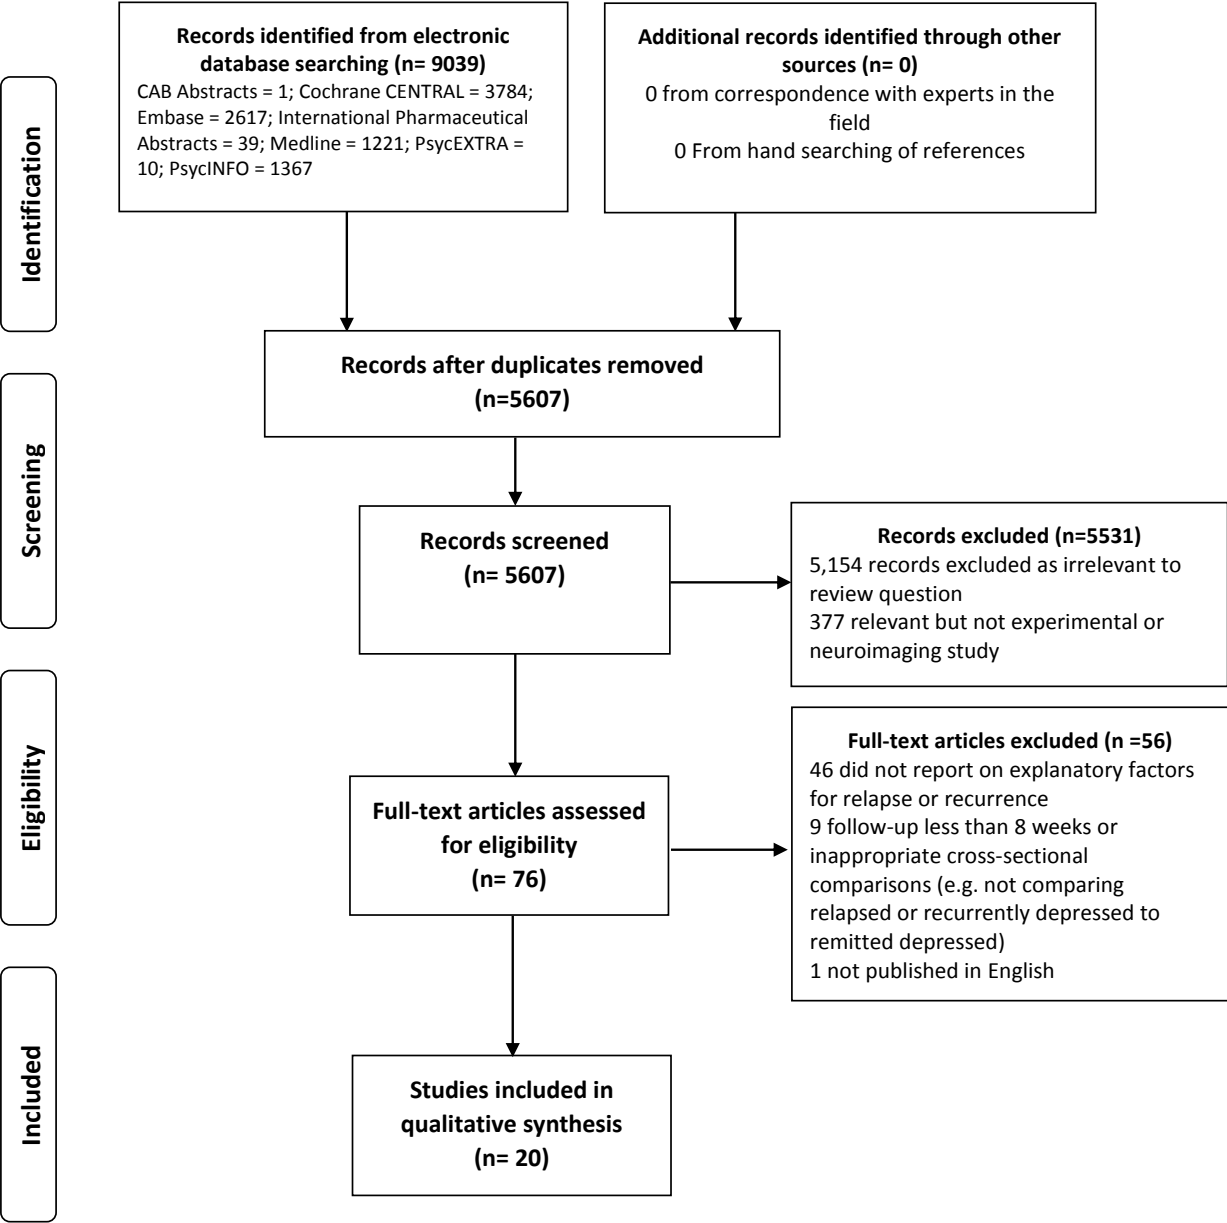 Identification
Records identified from electronic
database searching (n= 9039)
CAB Abstracts = 1; Cochrane CENTRAL = 3784;
Embase = 2617; International Pharmaceutical
Abstracts = 39; Medline = 1221; PsycEXTRA =
10; PsycINFO = 1367
Additional records identified through other
sources (n= 0)
0 from correspondence with experts in the
field
0 From hand searching of references
Records after duplicates removed
(n=5607)
Screening
Records screened
(n= 5607)
Records excluded (n=5531)
5,154 records excluded as irrelevant to
review question
377 relevant but not experimental or
neuroimaging study
Eligibility
Full-text articles assessed
for eligibility
(n= 76)
Full-text articles excluded (n =56)
46 did not report on explanatory factors
for relapse or recurrence
9 follow-up less than 8 weeks or
inappropriate cross-sectional
comparisons (e.g. not comparing
relapsed or recurrently depressed to
remitted depressed)
1 not published in English
Included
Studies included in
qualitative synthesis
(n= 20)